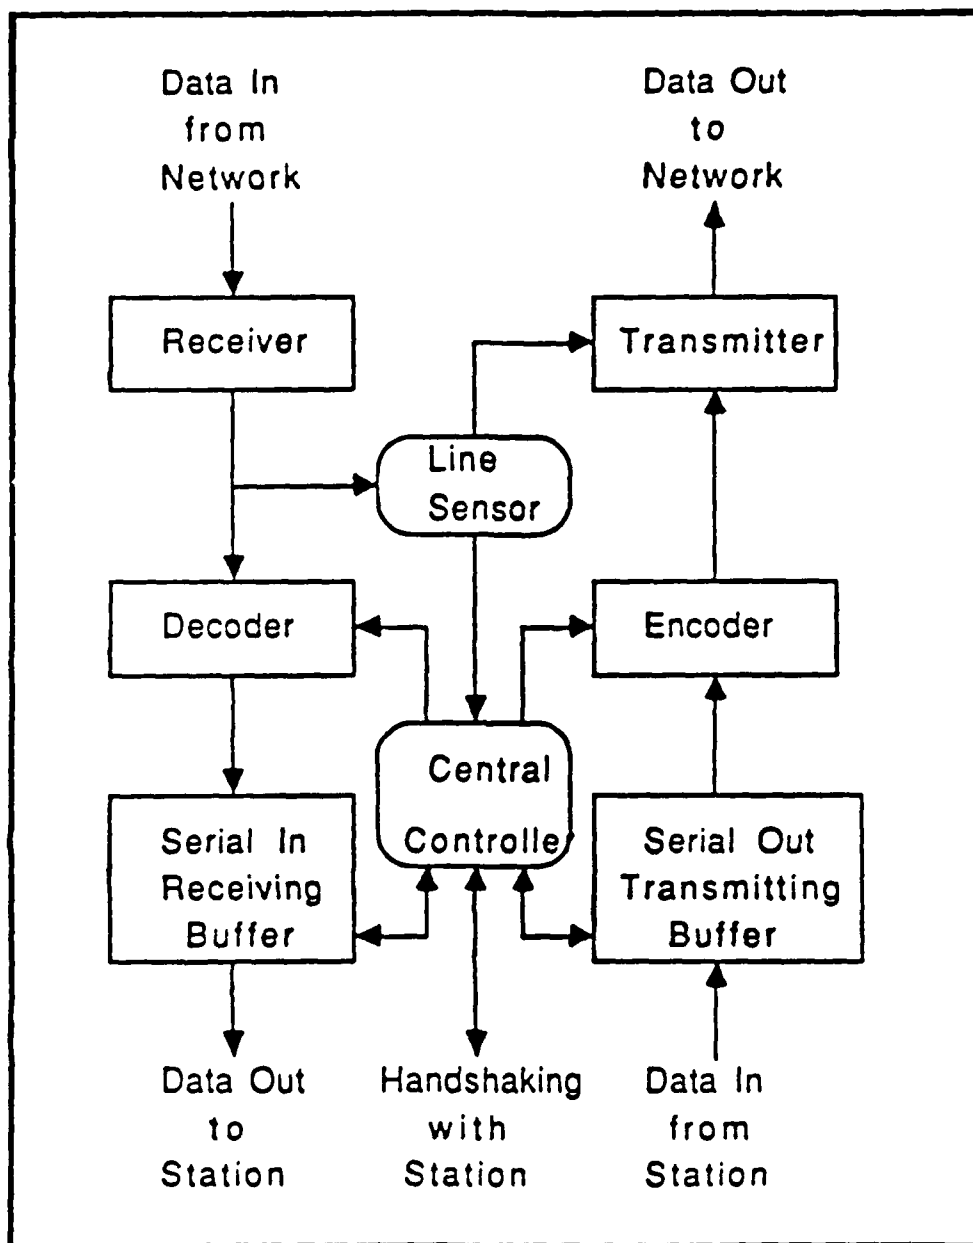 Data In
from
Network
Data Out
to
Network
Receiver
Transmitter
Line
Sensor
Decoder
Encoder
Central
Controller
Serial In
Receiving
Buffer
Serial Out
Transmitting
Buffer
Data Out
to
Station
Handshaking
with
Station
Data In
from
Station